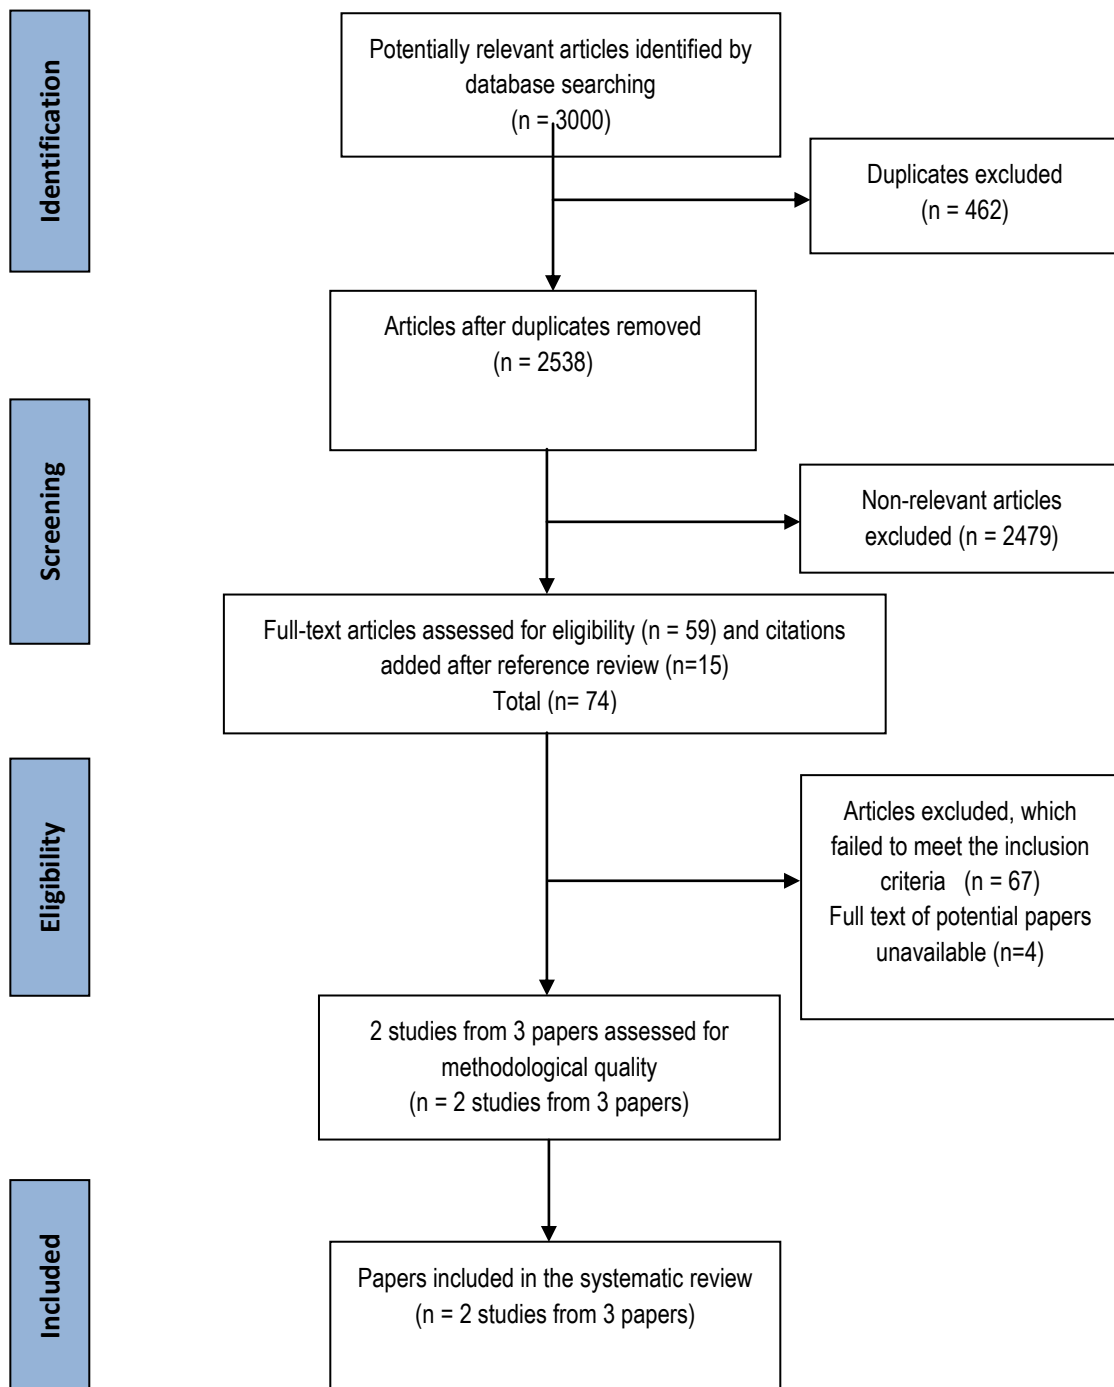 Identification
Potentially relevant articles identified by
database searching
(n = 3000)
Duplicates excluded
(n = 462)
Articles after duplicates removed
(n = 2538)
Screening
Non-relevant articles
excluded (n = 2479)
Full-text articles assessed for eligibility (n = 59) and citations
added after reference review (n=15)
Total (n= 74)
Eligibility
Articles excluded, which
failed to meet the inclusion
criteria (n = 67)
Full text of potential papers
unavailable (n=4)
2 studies from 3 papers assessed for
methodological quality
(n = 2 studies from 3 papers)
Included
Papers included in the systematic review
(n = 2 studies from 3 papers)